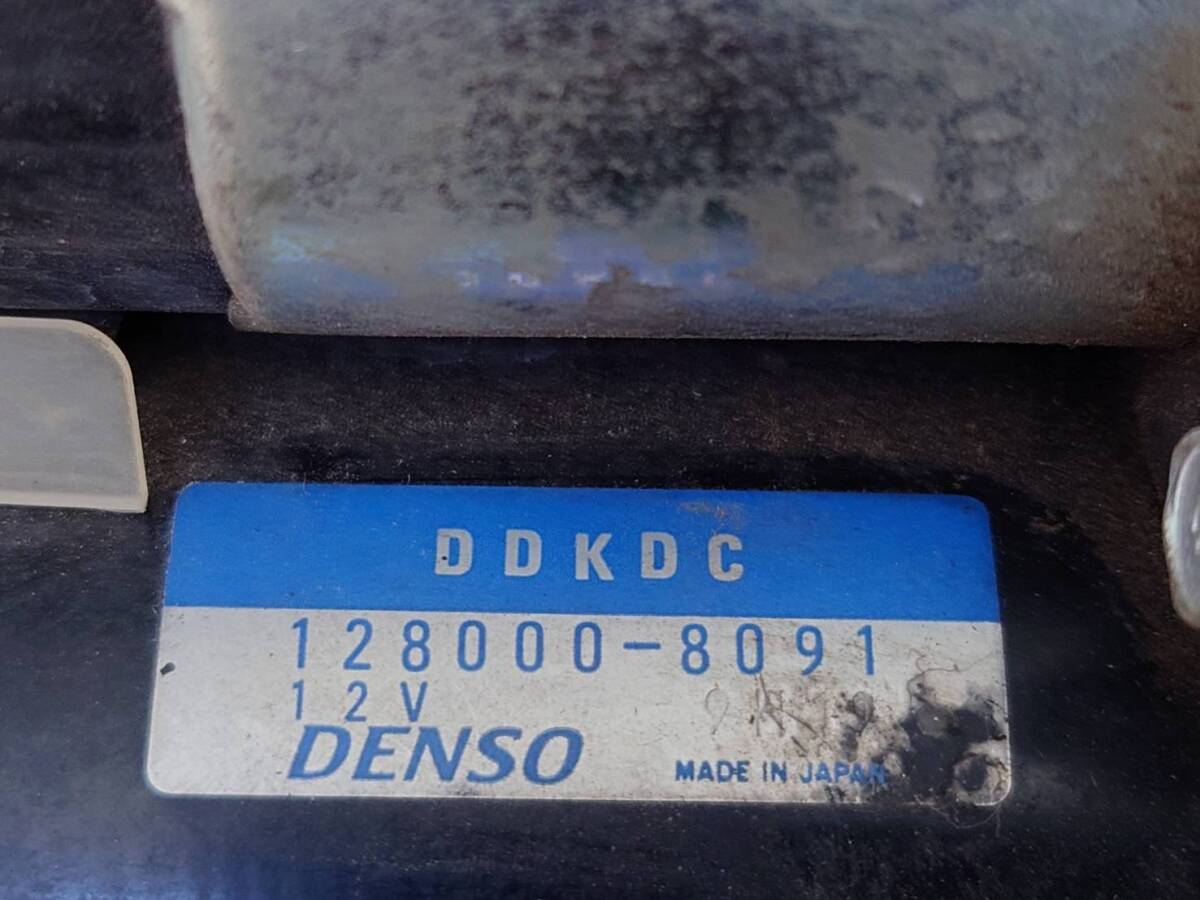 DDKDC
128000-8091
12V
DENSO
MADE IN JAPAN